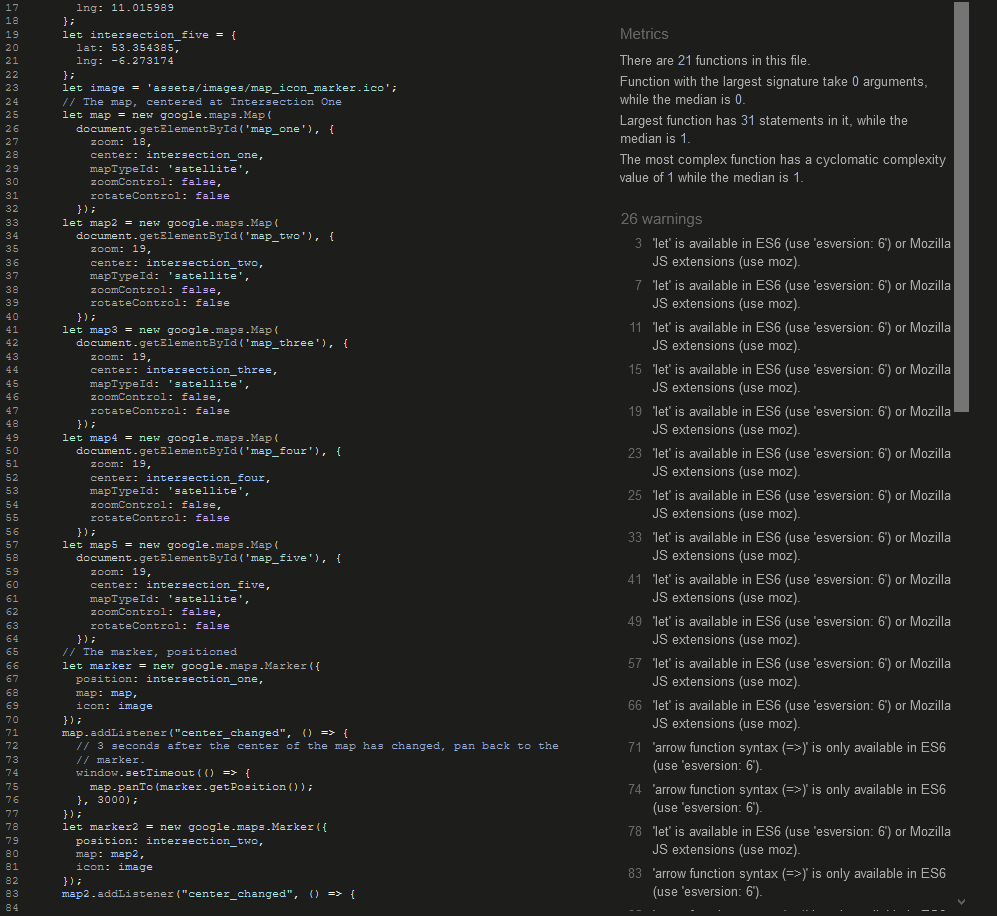 17 lng: 11.015989
18 };
19 let intersection_five = {
20 lat: 53.354385,
21 lng: -6.273174
22 };
23 let image = 'assets/images/map_icon_marker.ico';
24 // The map, centered at Intersection One
25 let map = new google.maps.Map(
26 document.getElementById('map_one'), {
27 zoom: 18,
28 center: intersection_one,
29 mapTypeId: 'satellite',
30 zoomControl: false,
31 rotateControl: false
32 });
33 let map2 = new google.maps.Map(
34 document.getElementById('map_two'), {
35 zoom: 19,
36 center: intersection_two,
37 mapTypeId: 'satellite',
38 zoomControl: false,
39 rotateControl: false
40 });
41 let map3 = new google.maps.Map(
42 document.getElementById('map_three'), {
43 zoom: 19,
44 center: intersection_three,
45 mapTypeId: 'satellite',
46 zoomControl: false,
47 rotateControl: false
48 });
49 let map4 = new google.maps.Map(
50 document.getElementById('map_four'), {
51 zoom: 19,
52 center: intersection_four,
53 mapTypeId: 'satellite',
54 zoomControl: false,
55 rotateControl: false
56 });
57 let map5 = new google.maps.Map(
58 document.getElementById('map_five'), {
59 zoom: 19,
60 center: intersection_five,
61 mapTypeId: 'satellite',
62 zoomControl: false,
63 rotateControl: false
64 });
65 // The marker, positioned
66 let marker = new google.maps.Marker({
67 position: intersection_one,
68 map: map,
69 icon: image
70 });
71 map.addListener("center_changed", () => {
72 // 3 seconds after the center of the map has changed, pan back to the
73 // marker.
74 window.setTimeout(() => {
75 map.panTo(marker.getPosition());
76 }, 3000);
77 });
78 let marker2 = new google.maps.Marker({
79 position: intersection_two,
80 map: map2,
81 icon: image
82 });
83 map2.addListener("center_changed", () => {
84
Metrics
There are 21 functions in this file.
Function with the largest signature take 0 arguments,
while the median is 0.
Largest function has 31 statements in it, while the
median is 1.
The most complex function has a cyclomatic complexity
value of 1 while the median is 1.
26 warnings
3 'let' is available in ES6 (use 'esversion: 6') or Mozilla
JS extensions (use moz).
7 'let' is available in ES6 (use 'esversion: 6') or Mozilla
JS extensions (use moz).
11 'let' is available in ES6 (use 'esversion: 6') or Mozilla
JS extensions (use moz).
15 'let' is available in ES6 (use 'esversion: 6') or Mozilla
JS extensions (use moz).
19 'let' is available in ES6 (use 'esversion: 6') or Mozilla
JS extensions (use moz).
23 'let' is available in ES6 (use 'esversion: 6') or Mozilla
JS extensions (use moz).
25 'let' is available in ES6 (use 'esversion: 6') or Mozilla
JS extensions (use moz).
33 'let' is available in ES6 (use 'esversion: 6') or Mozilla
JS extensions (use moz).
41 'let' is available in ES6 (use 'esversion: 6') or Mozilla
JS extensions (use moz).
49 'let' is available in ES6 (use 'esversion: 6') or Mozilla
JS extensions (use moz).
57 'let' is available in ES6 (use 'esversion: 6') or Mozilla
JS extensions (use moz).
66 'let' is available in ES6 (use 'esversion: 6') or Mozilla
JS extensions (use moz).
71 'arrow function syntax (=>)' is only available in ES6
(use 'esversion: 6').
74 'arrow function syntax (=>)' is only available in ES6
(use 'esversion: 6').
78 'let' is available in ES6 (use 'esversion: 6') or Mozilla
JS extensions (use moz).
83 'arrow function syntax (=>)' is only available in ES6
(use 'esversion: 6').